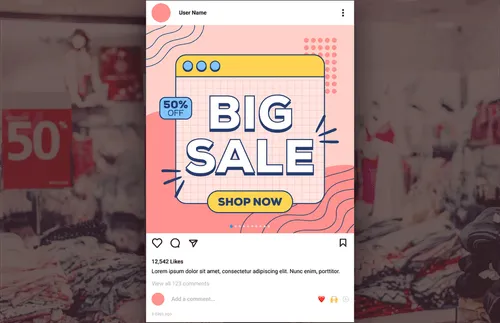 User Name
50%
OFF
BIG
SALE
SHOP NOW
50%
12,542 Likes
Lorem ipsum dolor sit amet, consectetur adipiscing elit. Nunc enim, porttitor.
View all 123 comments
Add a comment...